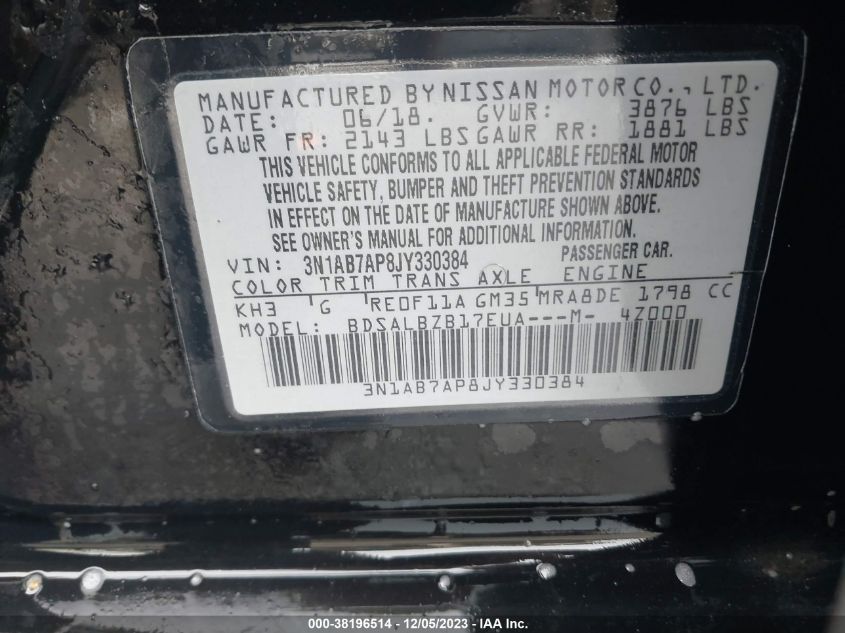 MANUFACTURED BY NISSAN MOTOR CO., LTD.
DATE: 06/18. GVWR: 3876 LBS
GAWR FR: 2143 LBS GAWR RR: 1881 LBS
THIS VEHICLE CONFORMS TO ALL APPLICABLE FEDERAL MOTOR
VEHICLE SAFETY, BUMPER AND THEFT PREVENTION STANDARDS
IN EFFECT ON THE DATE OF MANUFACTURE SHOWN ABOVE.
SEE OWNER'S MANUAL FOR ADDITIONAL INFORMATION.
VIN: 3N1AB7AP8JY330384 PASSENGER CAR.
COLOR TRIM TRANS AXLE ENGINE
KH3 G RE0F11A GM35 MRA8DE 1798 CC
MODEL: BDSALBZB17EUA---M- 4Z000
3N1AB7AP8JY330384
000-38196514 - 12/05/2023 - IAA Inc.